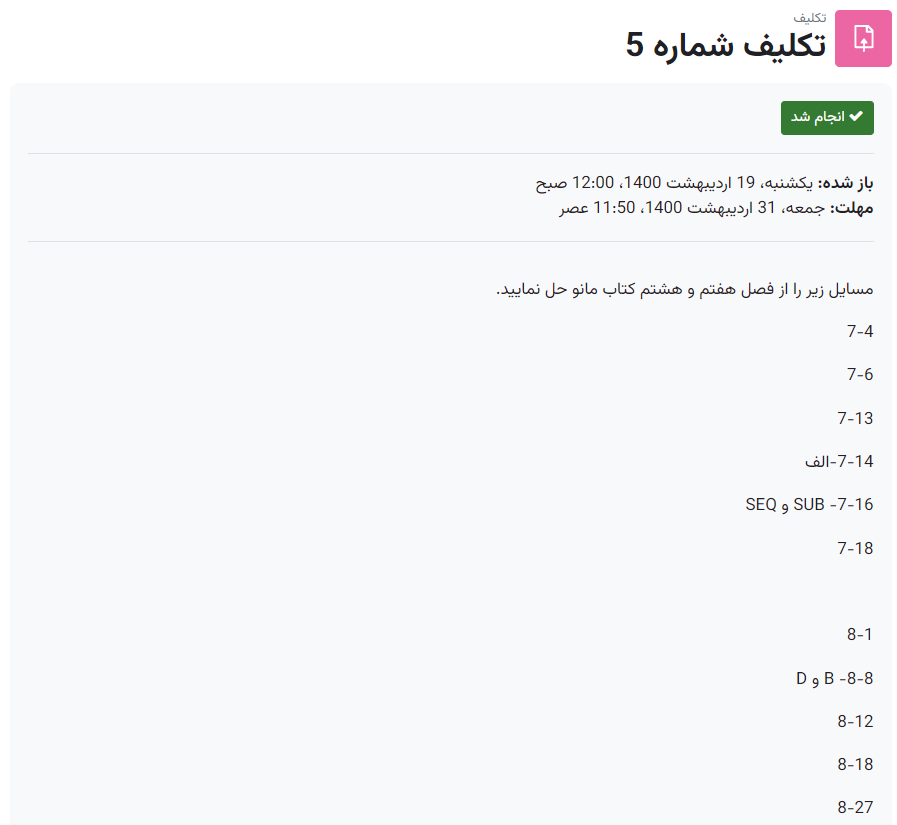 تکلیف
تکلیف شماره 5
انجام شد
باز شده: یکشنبه، 19 اردیبهشت 1400، 12:00 صبح
مهلت: جمعه، 31 اردیبهشت 1400، 11:50 عصر
مسایل زیر را از فصل هفتم و هشتم کتاب مانو حل نمایید.
7-4
7-6
7-13
7-14-الف
7-16- SUB و SEQ
7-18
8-1
8-8- B و D
8-12
8-18
8-27